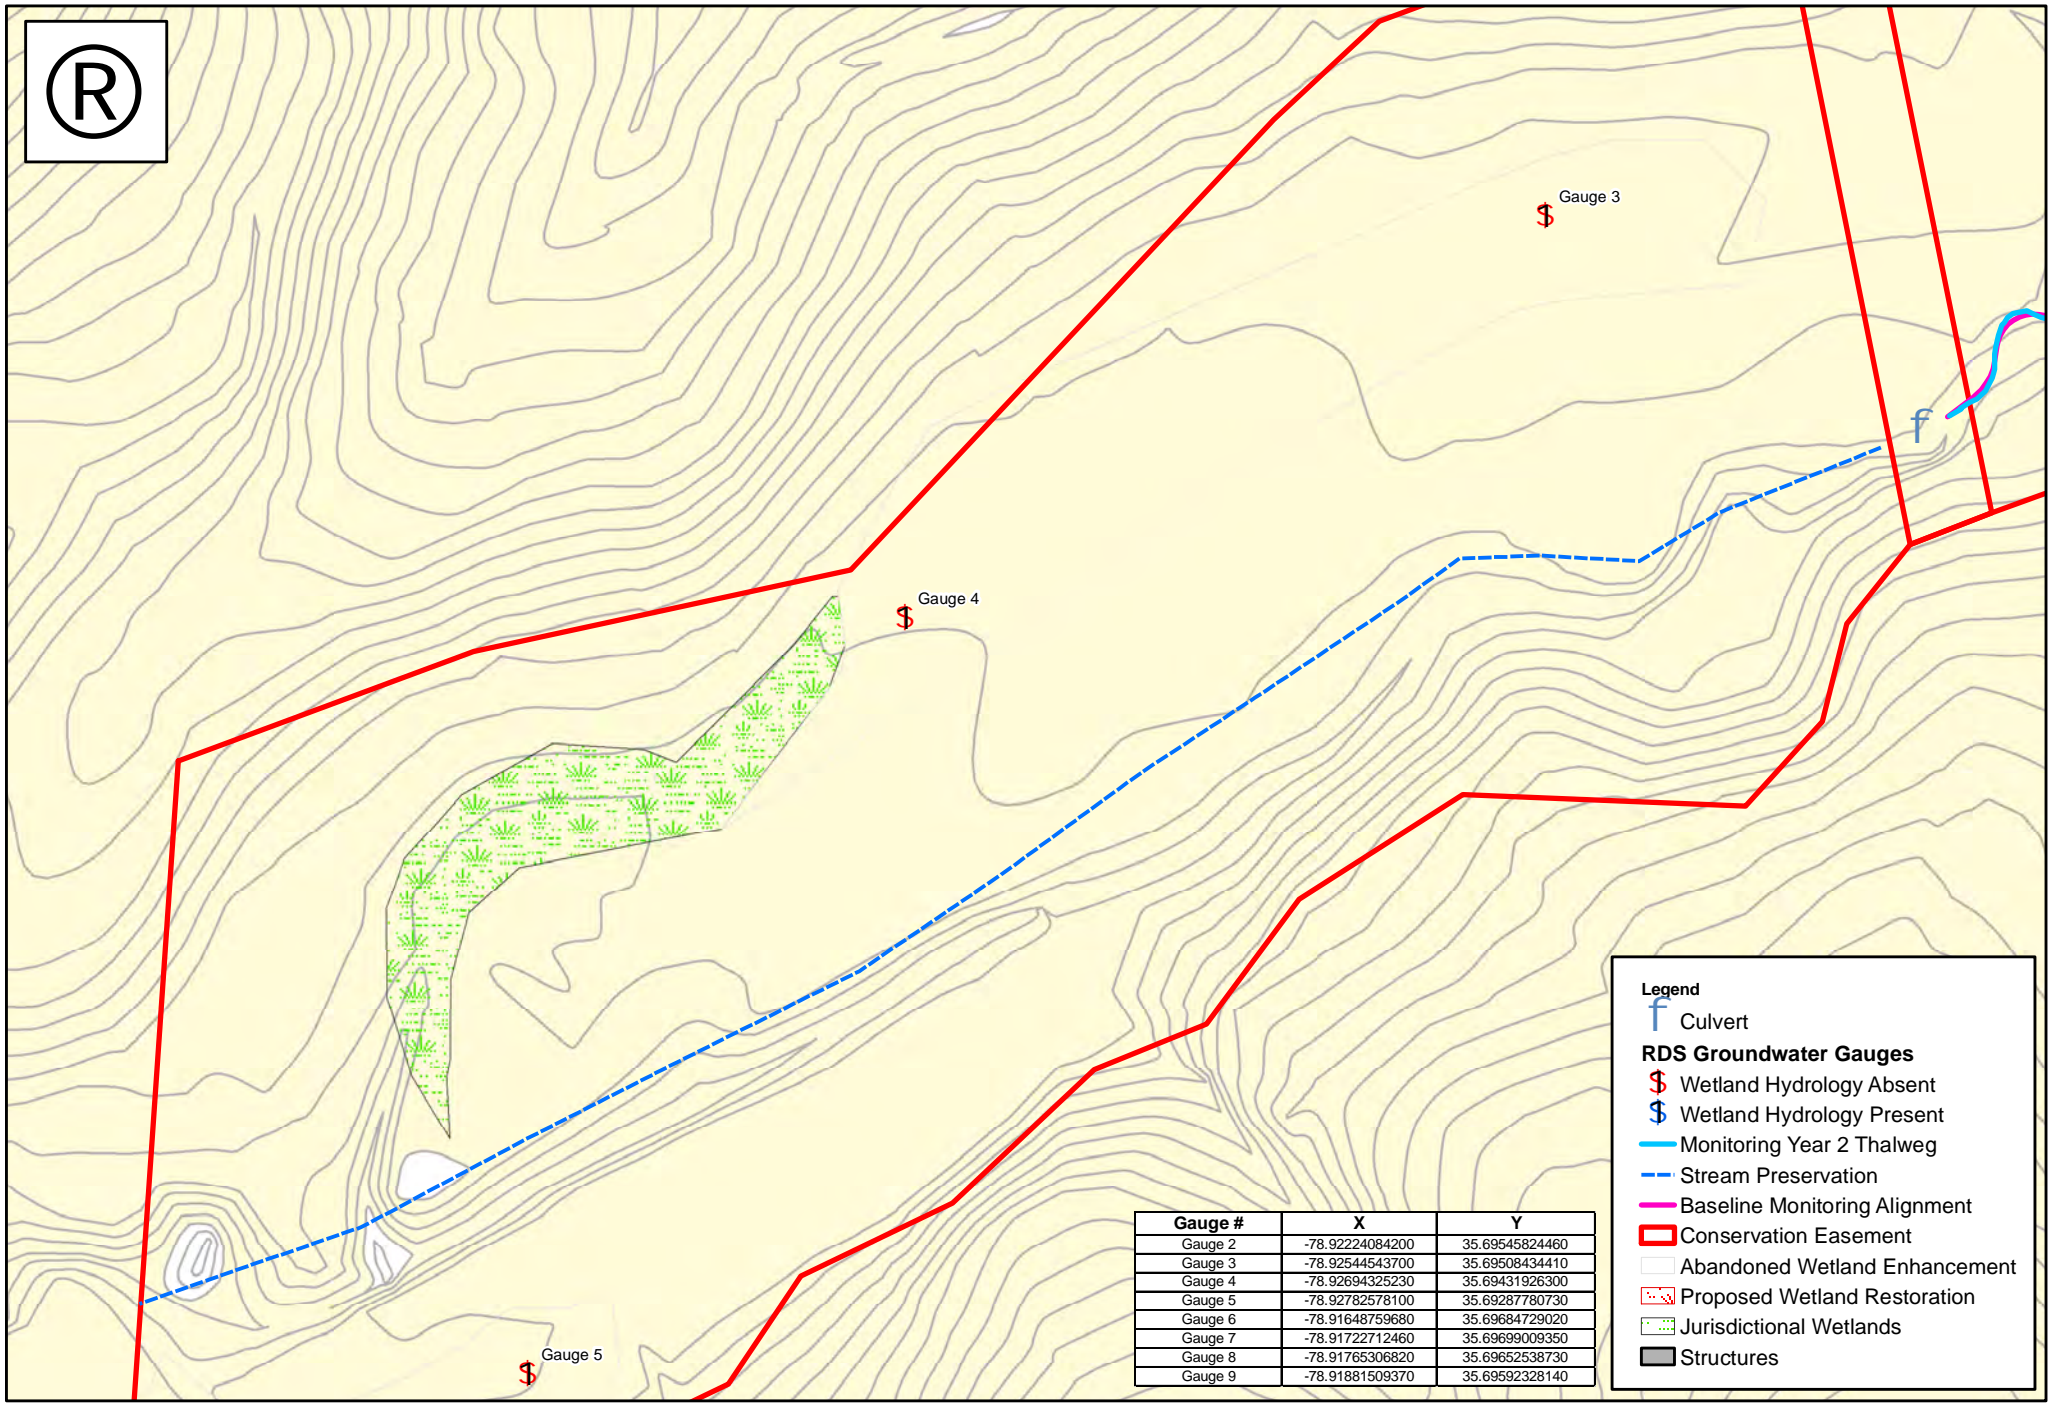 ®
Gauge 3
f
Gauge 4
Gauge 5
Legend
f Culvert
RDS Groundwater Gauges
Wetland Hydrology Absent
Wetland Hydrology Present
Monitoring Year 2 Thalweg
Stream Preservation
Baseline Monitoring Alignment
Conservation Easement
Abandoned Wetland Enhancement
Proposed Wetland Restoration
Jurisdictional Wetlands
Structures
Gauge # X Y
Gauge 2 -78.92224084200 35.69545824460
Gauge 3 -78.92544543700 35.69508434410
Gauge 4 -78.92694325230 35.69431926300
Gauge 5 -78.92782578100 35.69287780730
Gauge 6 -78.91648759680 35.69684729020
Gauge 7 -78.91722712460 35.69699009350
Gauge 8 -78.91765306820 35.69652538730
Gauge 9 -78.91881509370 35.69592328140